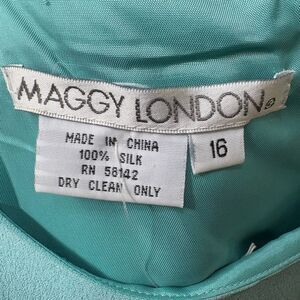 MAGGY LONDON®
MADE IN CHINA
100% SILK
RN 58142
DRY CLEAN ONLY
16